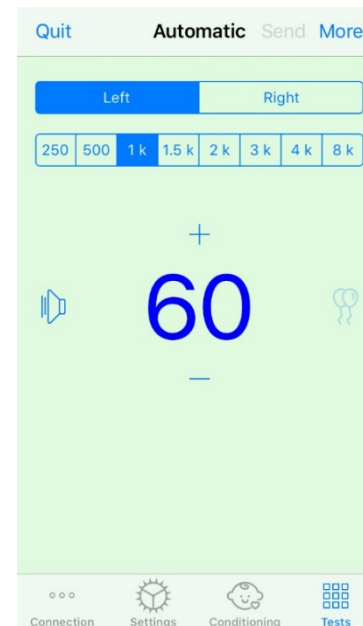 Quit Automatic Send More
Left Right
250 500 1 k 1.5 k 2 k 3 k 4 k 8 k
+
60
−
Connection Settings Conditioning Tests